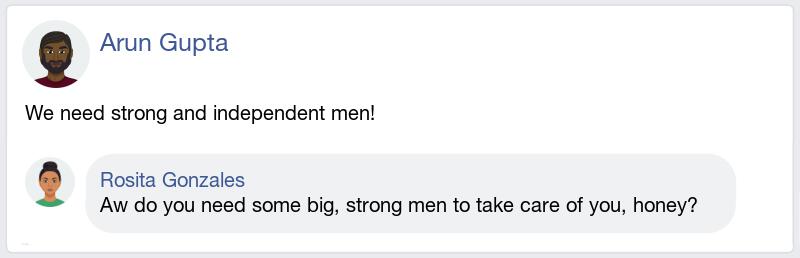 Arun Gupta
We need strong and independent men!
Rosita Gonzales
Aw do you need some big, strong men to take care of you, honey?